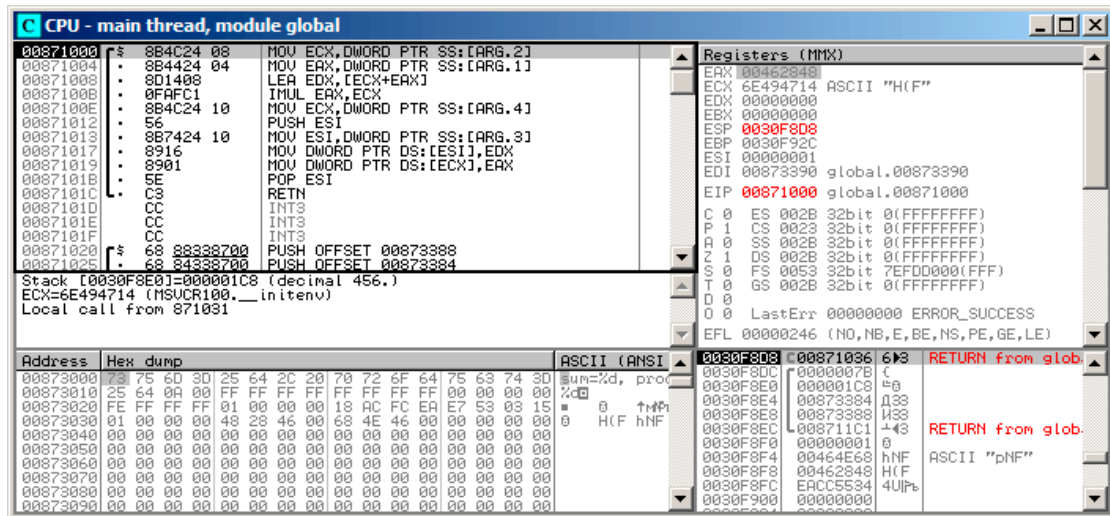 CPU - main thread, module global
00871000 $ 8B4C24 08 MOV ECX,DWORD PTR SS:[ARG.2]
00871004 . 8B4424 04 MOV EAX,DWORD PTR SS:[ARG.1]
00871008 . 8D1408 LEA EDX,[ECX+EAX]
0087100B . 0FAFC1 IMUL EAX,ECX
0087100E . 8B4C24 10 MOV ECX,DWORD PTR SS:[ARG.4]
00871012 . 56 PUSH ESI
00871013 . 8B7424 10 MOV ESI,DWORD PTR SS:[ARG.3]
00871017 . 8916 MOV DWORD PTR DS:[ESI],EDX
00871019 . 8901 MOV DWORD PTR DS:[ECX],EAX
0087101B . 5E POP ESI
0087101C . C3 RETN
0087101D CC INT3
0087101E CC INT3
0087101F CC INT3
00871020 $ 68 88338700 PUSH OFFSET 00873388
00871025 . 68 84338700 PUSH OFFSET 00873384
Stack [0030F8E0]=000001C8 (decimal 456.)
ECX=6E494714 (MSVCR100.__initenv)
Local call from 871031
Registers (MMX)
EAX 00462848
ECX 6E494714 ASCII "H(F"
EDX 00000000
EBX 00000000
ESP 0030F8D8
EBP 0030F92C
ESI 00000001
EDI 00873390 global.00873390
EIP 00871000 global.00871000
C 0 ES 002B 32bit 0(FFFFFFFF)
P 1 CS 0023 32bit 0(FFFFFFFF)
A 0 SS 002B 32bit 0(FFFFFFFF)
Z 1 DS 002B 32bit 0(FFFFFFFF)
S 0 FS 0053 32bit 7EFDD000(FFF)
T 0 GS 002B 32bit 0(FFFFFFFF)
D 0
O 0 LastErr 00000000 ERROR_SUCCESS
EFL 00000246 (NO,NB,E,BE,NS,PE,GE,LE)
Address Hex dump ASCII (ANSI
00873000 73 75 6D 3D 25 64 2C 20 70 72 6F 64 75 63 74 3D sum=%d, prod
00873010 25 64 0A 00 FF FF FF FF FF FF FF FF 00 00 00 00 %d
00873020 FE FF FF FF 01 00 00 00 18 AC FC EA E7 53 03 15
00873030 01 00 00 00 48 28 46 00 68 4E 46 00 00 00 00 00 H(F hNF
00873040 00 00 00 00 00 00 00 00 00 00 00 00 00 00 00 00
00873050 00 00 00 00 00 00 00 00 00 00 00 00 00 00 00 00
00873060 00 00 00 00 00 00 00 00 00 00 00 00 00 00 00 00
00873070 00 00 00 00 00 00 00 00 00 00 00 00 00 00 00 00
00873080 00 00 00 00 00 00 00 00 00 00 00 00 00 00 00 00
00873090 00 00 00 00 00 00 00 00 00 00 00 00 00 00 00 00
0030F8D8 00871036 6 3 RETURN from glob
0030F8DC 0000007B {
0030F8E0 000001C8
0030F8E4 00873384 Д33
0030F8E8 00873388 И33
0030F8EC 008711C1 RETURN from glob
0030F8F0 00000001
0030F8F4 00464E68 hNF ASCII "pNF"
0030F8F8 00462848 H(F
0030F8FC EACC5534 4U
0030F900 00000000